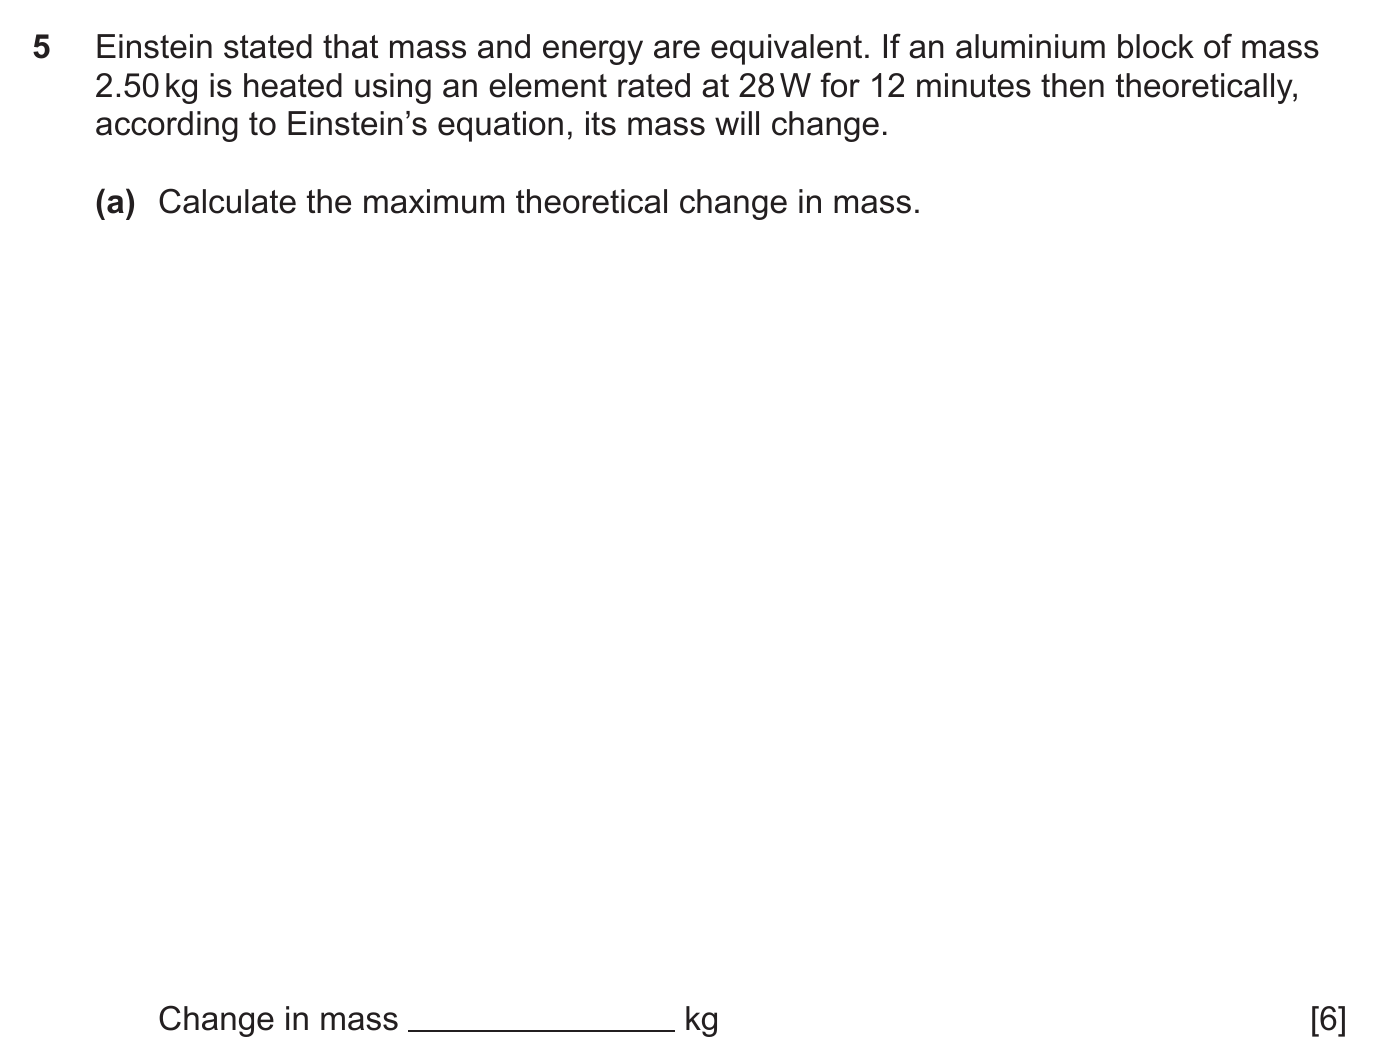 5 Einstein stated that mass and energy are equivalent. If an aluminium block of mass
2.50 kg is heated using an element rated at 28 W for 12 minutes then theoretically,
according to Einstein’s equation, its mass will change.
(a) Calculate the maximum theoretical change in mass.
Change in mass ______________ kg [6]